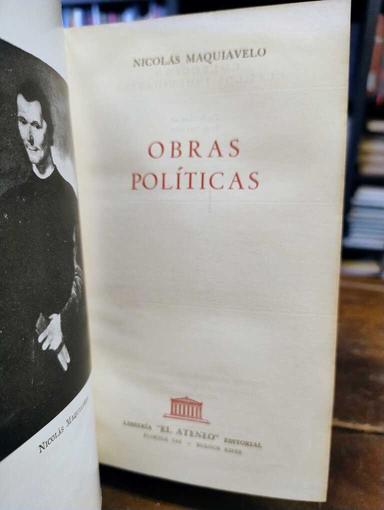 NICOLÁS MAQUIAVELO
OBRAS
POLÍTICAS
LIBRERÍA "EL ATENEO" EDITORIAL
FLORIDA 340 - BUENOS AIRES
NICOLÁS MAQUIAVELO